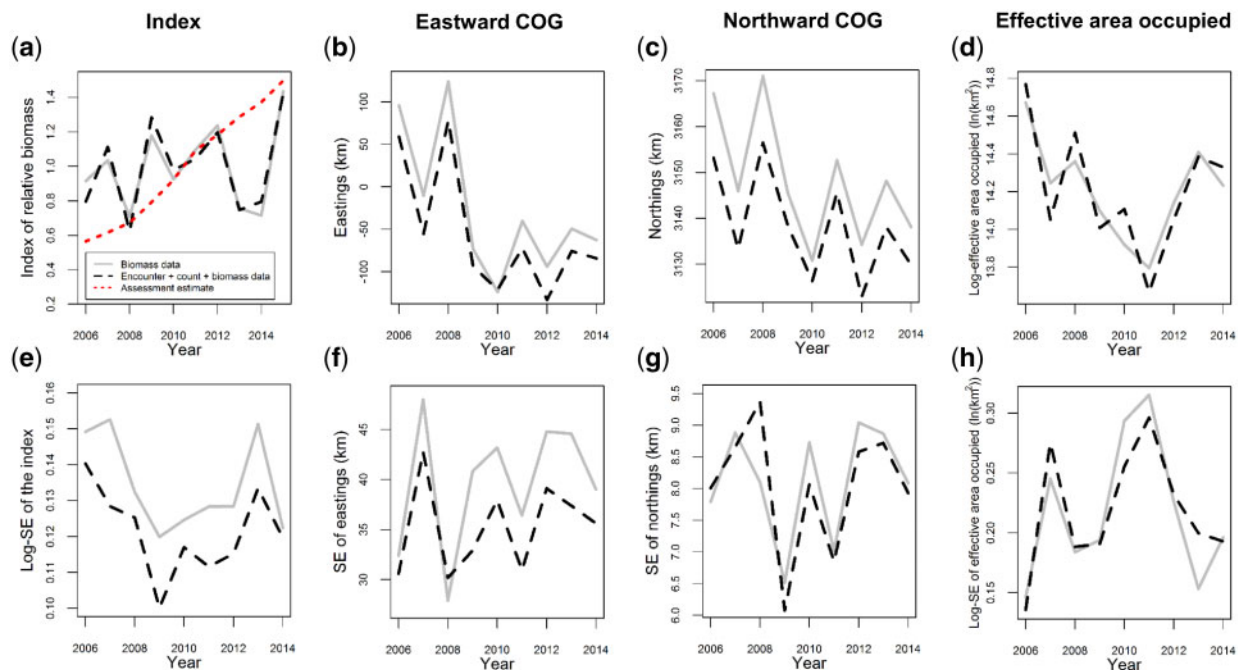 Index
Eastward COG
Northward COG
Effective area occupied
(a)
Index of relative biomass
0.2 0.4 0.6 0.8 1.0 1.2 1.4
Biomass data
Encounter + count + biomass data
Assessment estimate
2006 2008 2010 2012 2014
Year
(b)
Eastings (km)
-100 -50 0 50 100
2006 2008 2010 2012 2014
Year
(c)
Northings (km)
3130 3140 3150 3160 3170
2006 2008 2010 2012 2014
Year
(d)
Log-effective area occupied (ln(km²))
13.8 14.0 14.2 14.4 14.6 14.8
2006 2008 2010 2012 2014
Year
(e)
Log-SE of the index
0.10 0.11 0.12 0.13 0.14 0.15 0.16
2006 2008 2010 2012 2014
Year
(f)
SE of eastings (km)
30 35 40 45
2006 2008 2010 2012 2014
Year
(g)
SE of northings (km)
6.0 6.5 7.0 7.5 8.0 8.5 9.0 9.5
2006 2008 2010 2012 2014
Year
(h)
Log-SE of effective area occupied (ln(km²))
0.15 0.20 0.25 0.30
2006 2008 2010 2012 2014
Year